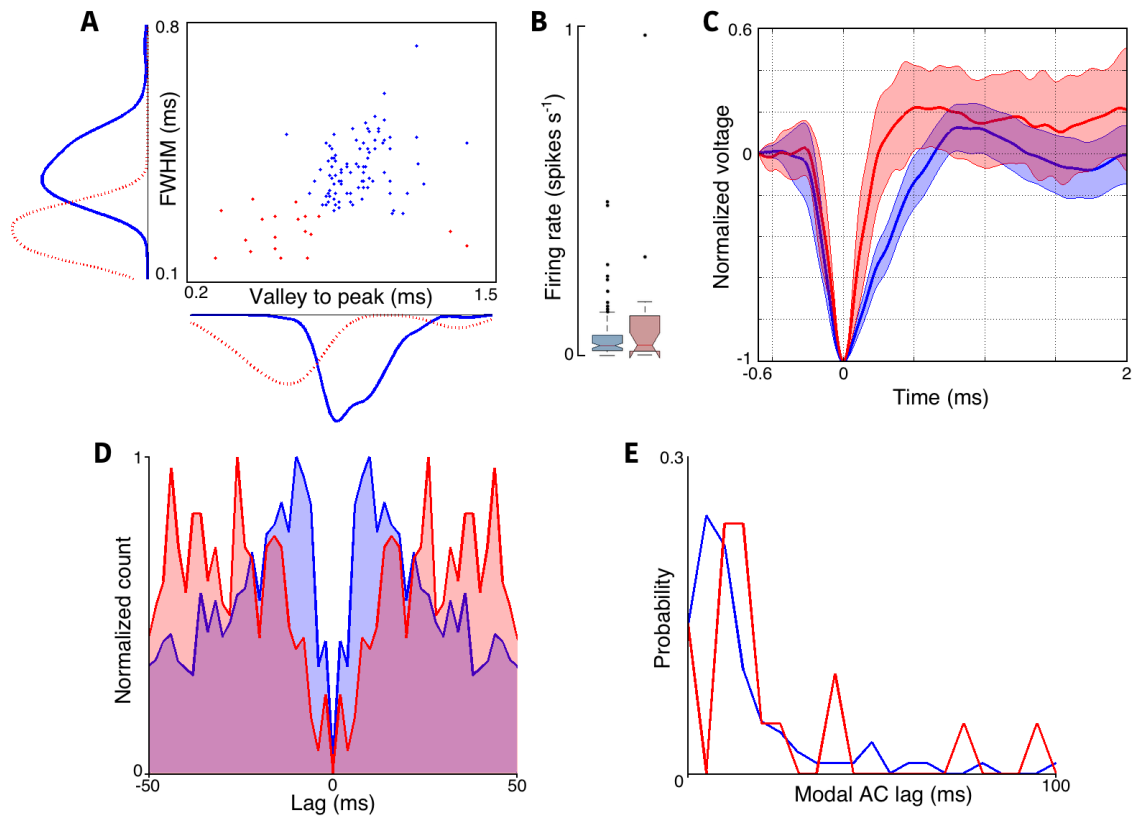 A
0.8
FWHM (ms)
0.1
0.2
Valley to peak (ms)
1.5
B
1
Firing rate (spikes s⁻¹)
0
C
0.6
Normalized voltage
0
-1
-0.6
0
2
Time (ms)
D
1
Normalized count
0
-50
0
50
Lag (ms)
E
0.3
Probability
0
100
Modal AC lag (ms)